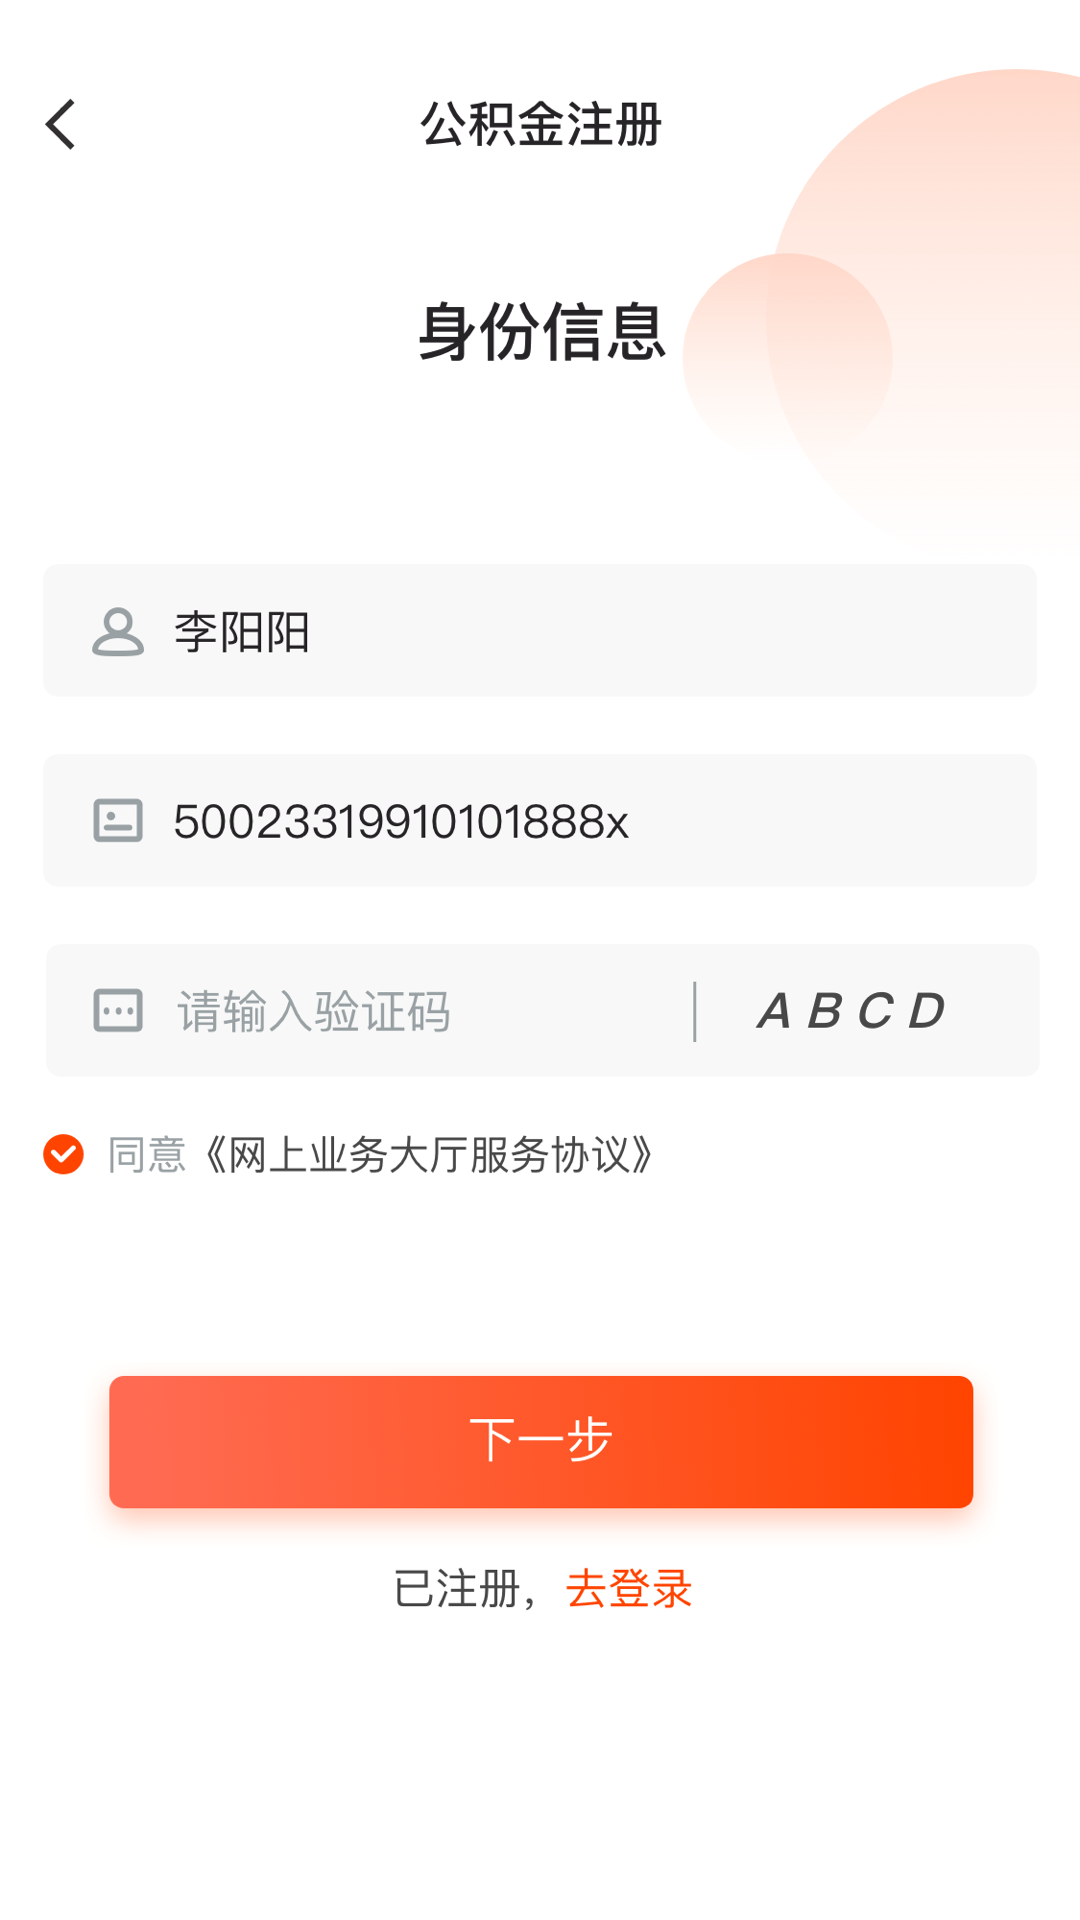 公积金注册
身份信息
李阳阳
50023319910101888x
请输入验证码 ABCD
同意《网上业务大厅服务协议》
下一步
已注册，去登录